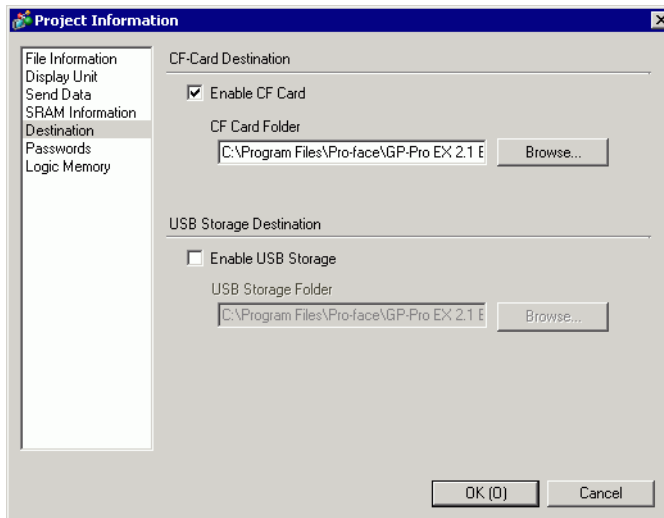 Project Information
File Information
Display Unit
Send Data
SRAM Information
Destination
Passwords
Logic Memory
CF-Card Destination
Enable CF Card
CF Card Folder
C:\Program Files\Pro-face\GP-Pro EX 2.1 E
Browse...
USB Storage Destination
Enable USB Storage
USB Storage Folder
C:\Program Files\Pro-face\GP-Pro EX 2.1 E
Browse...
OK (O)
Cancel